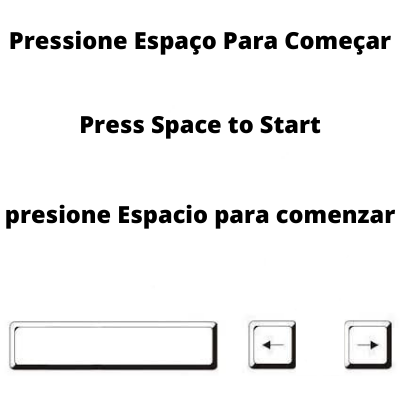 Pressione Espaço Para Começar
Press Space to Start
presione Espacio para comenzar